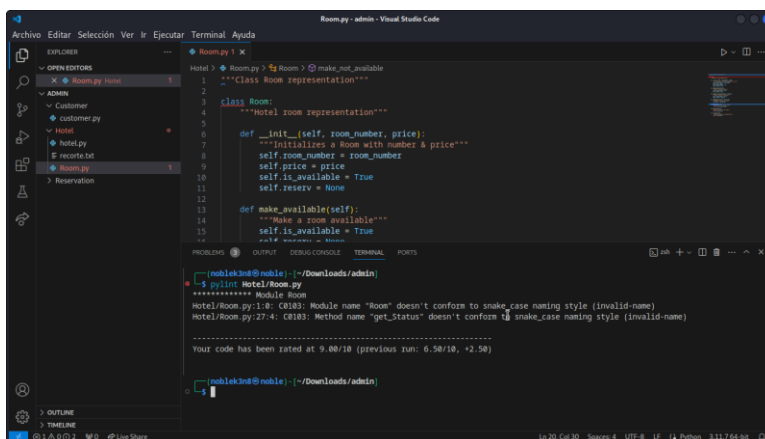 Room.py - admin - Visual Studio Code
Archivo Editar Selección Ver Ir Ejecutar Terminal Ayuda
EXPLORER
OPEN EDITORS
Room.py Hotel 1
ADMIN
Customer
customer.py
Hotel
hotel.py
recorte.txt
Room.py 1
Reservation
OUTLINE
TIMELINE
Room.py 1
Hotel > Room.py > Room > make_not_available
1 """Class Room representation"""
2
3 class Room:
4 """Hotel room representation"""
5
6 def __init__(self, room_number, price):
7 """Initializes a Room with number & price"""
8 self.room_number = room_number
9 self.price = price
10 self.is_available = True
11 self.reserv = None
12
13 def make_available(self):
14 """Make a room available"""
15 self.is_available = True
PROBLEMS 3 OUTPUT DEBUG CONSOLE TERMINAL PORTS
zsh
(noblek3n8㉿noble)-[~/Downloads/admin]
$ pylint Hotel/Room.py
************* Module Room
Hotel/Room.py:1:0: C0103: Module name "Room" doesn't conform to snake_case naming style (invalid-name)
Hotel/Room.py:27:4: C0103: Method name "get_Status" doesn't conform to snake_case naming style (invalid-name)
------------------------------------------------------------------
Your code has been rated at 9.00/10 (previous run: 6.50/10, +2.50)
(noblek3n8㉿noble)-[~/Downloads/admin]
$
1 0 2 0 Live Share
Ln 20, Col 30 Spaces: 4 UTF-8 LF Python 3.11.7 64-bit